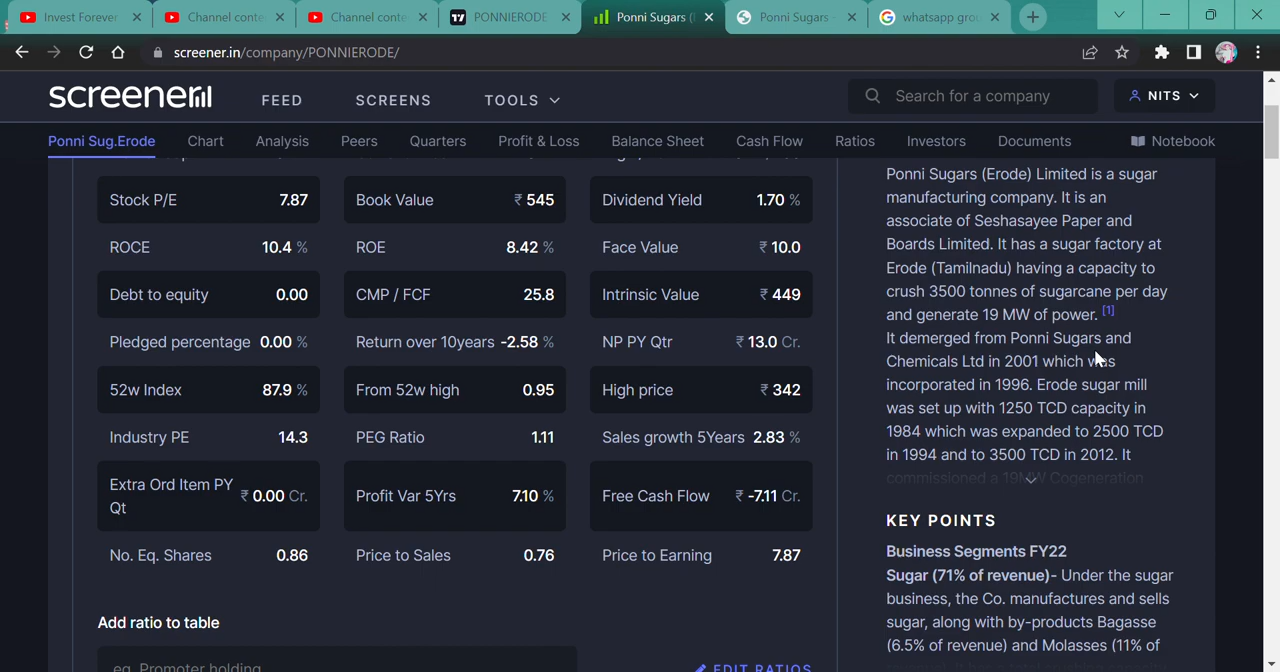 Invest Forever
Channel conte
Channel conte
PONNIERODE
Ponni Sugars (
Ponni Sugars -
whatsapp grou
screener.in/company/PONNIERODE/
screener
FEED
SCREENS
TOOLS
Search for a company
NITS
Ponni Sug.Erode
Chart
Analysis
Peers
Quarters
Profit & Loss
Balance Sheet
Cash Flow
Ratios
Investors
Documents
Notebook
Stock P/E 7.87
Book Value ₹ 545
Dividend Yield 1.70 %
ROCE 10.4 %
ROE 8.42 %
Face Value ₹ 10.0
Debt to equity 0.00
CMP / FCF 25.8
Intrinsic Value ₹ 449
Pledged percentage 0.00 %
Return over 10years -2.58 %
NP PY Qtr ₹ 13.0 Cr.
52w Index 87.9 %
From 52w high 0.95
High price ₹ 342
Industry PE 14.3
PEG Ratio 1.11
Sales growth 5Years 2.83 %
Extra Ord Item PY
Qt ₹ 0.00 Cr.
Profit Var 5Yrs 7.10 %
Free Cash Flow ₹ -7.11 Cr.
No. Eq. Shares 0.86
Price to Sales 0.76
Price to Earning 7.87
Add ratio to table
eg. Promoter holding
EDIT RATIOS
Ponni Sugars (Erode) Limited is a sugar
manufacturing company. It is an
associate of Seshasayee Paper and
Boards Limited. It has a sugar factory at
Erode (Tamilnadu) having a capacity to
crush 3500 tonnes of sugarcane per day
and generate 19 MW of power. [1]
It demerged from Ponni Sugars and
Chemicals Ltd in 2001 which was
incorporated in 1996. Erode sugar mill
was set up with 1250 TCD capacity in
1984 which was expanded to 2500 TCD
in 1994 and to 3500 TCD in 2012. It
commissioned a 19MW Cogeneration
KEY POINTS
Business Segments FY22
Sugar (71% of revenue)- Under the sugar
business, the Co. manufactures and sells
sugar, along with by-products Bagasse
(6.5% of revenue) and Molasses (11% of